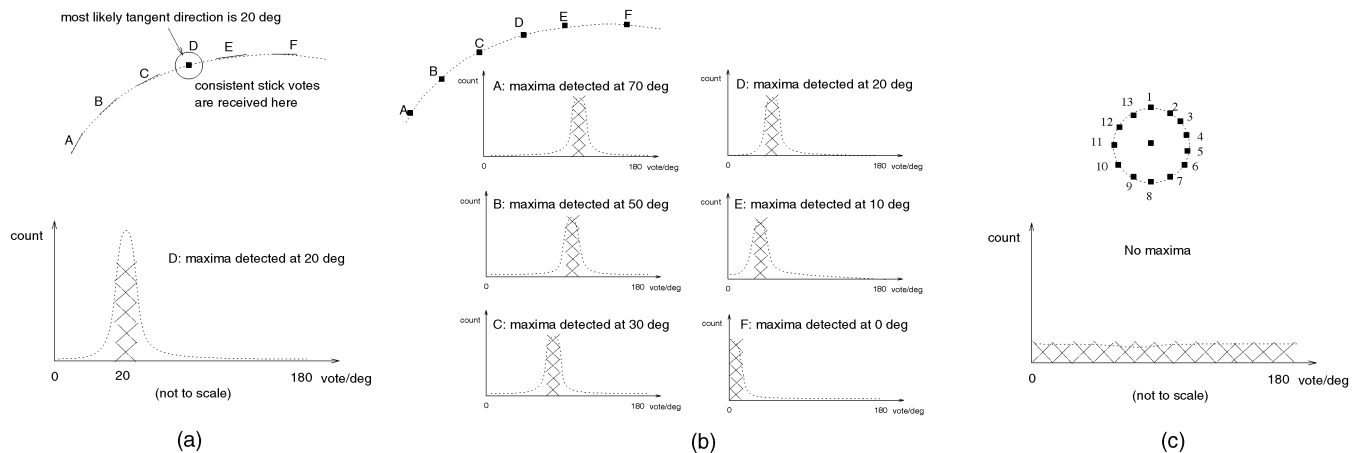 most likely tangent direction is 20 deg
D
E
F
C
consistent stick votes
are received here
B
A
count
D: maxima detected at 20 deg
0
20
180
vote/deg
(not to scale)
(a)
A
B
C
D
E
F
count
A: maxima detected at 70 deg
0
180 vote/deg
count
D: maxima detected at 20 deg
0
180 vote/deg
count
B: maxima detected at 50 deg
0
180 vote/deg
count
E: maxima detected at 10 deg
0
180 vote/deg
count
C: maxima detected at 30 deg
0
180 vote/deg
count
F: maxima detected at 0 deg
0
180 vote/deg
(b)
1
2
3
4
5
6
7
8
9
10
11
12
13
count
No maxima
0
180 vote/deg
(not to scale)
(c)